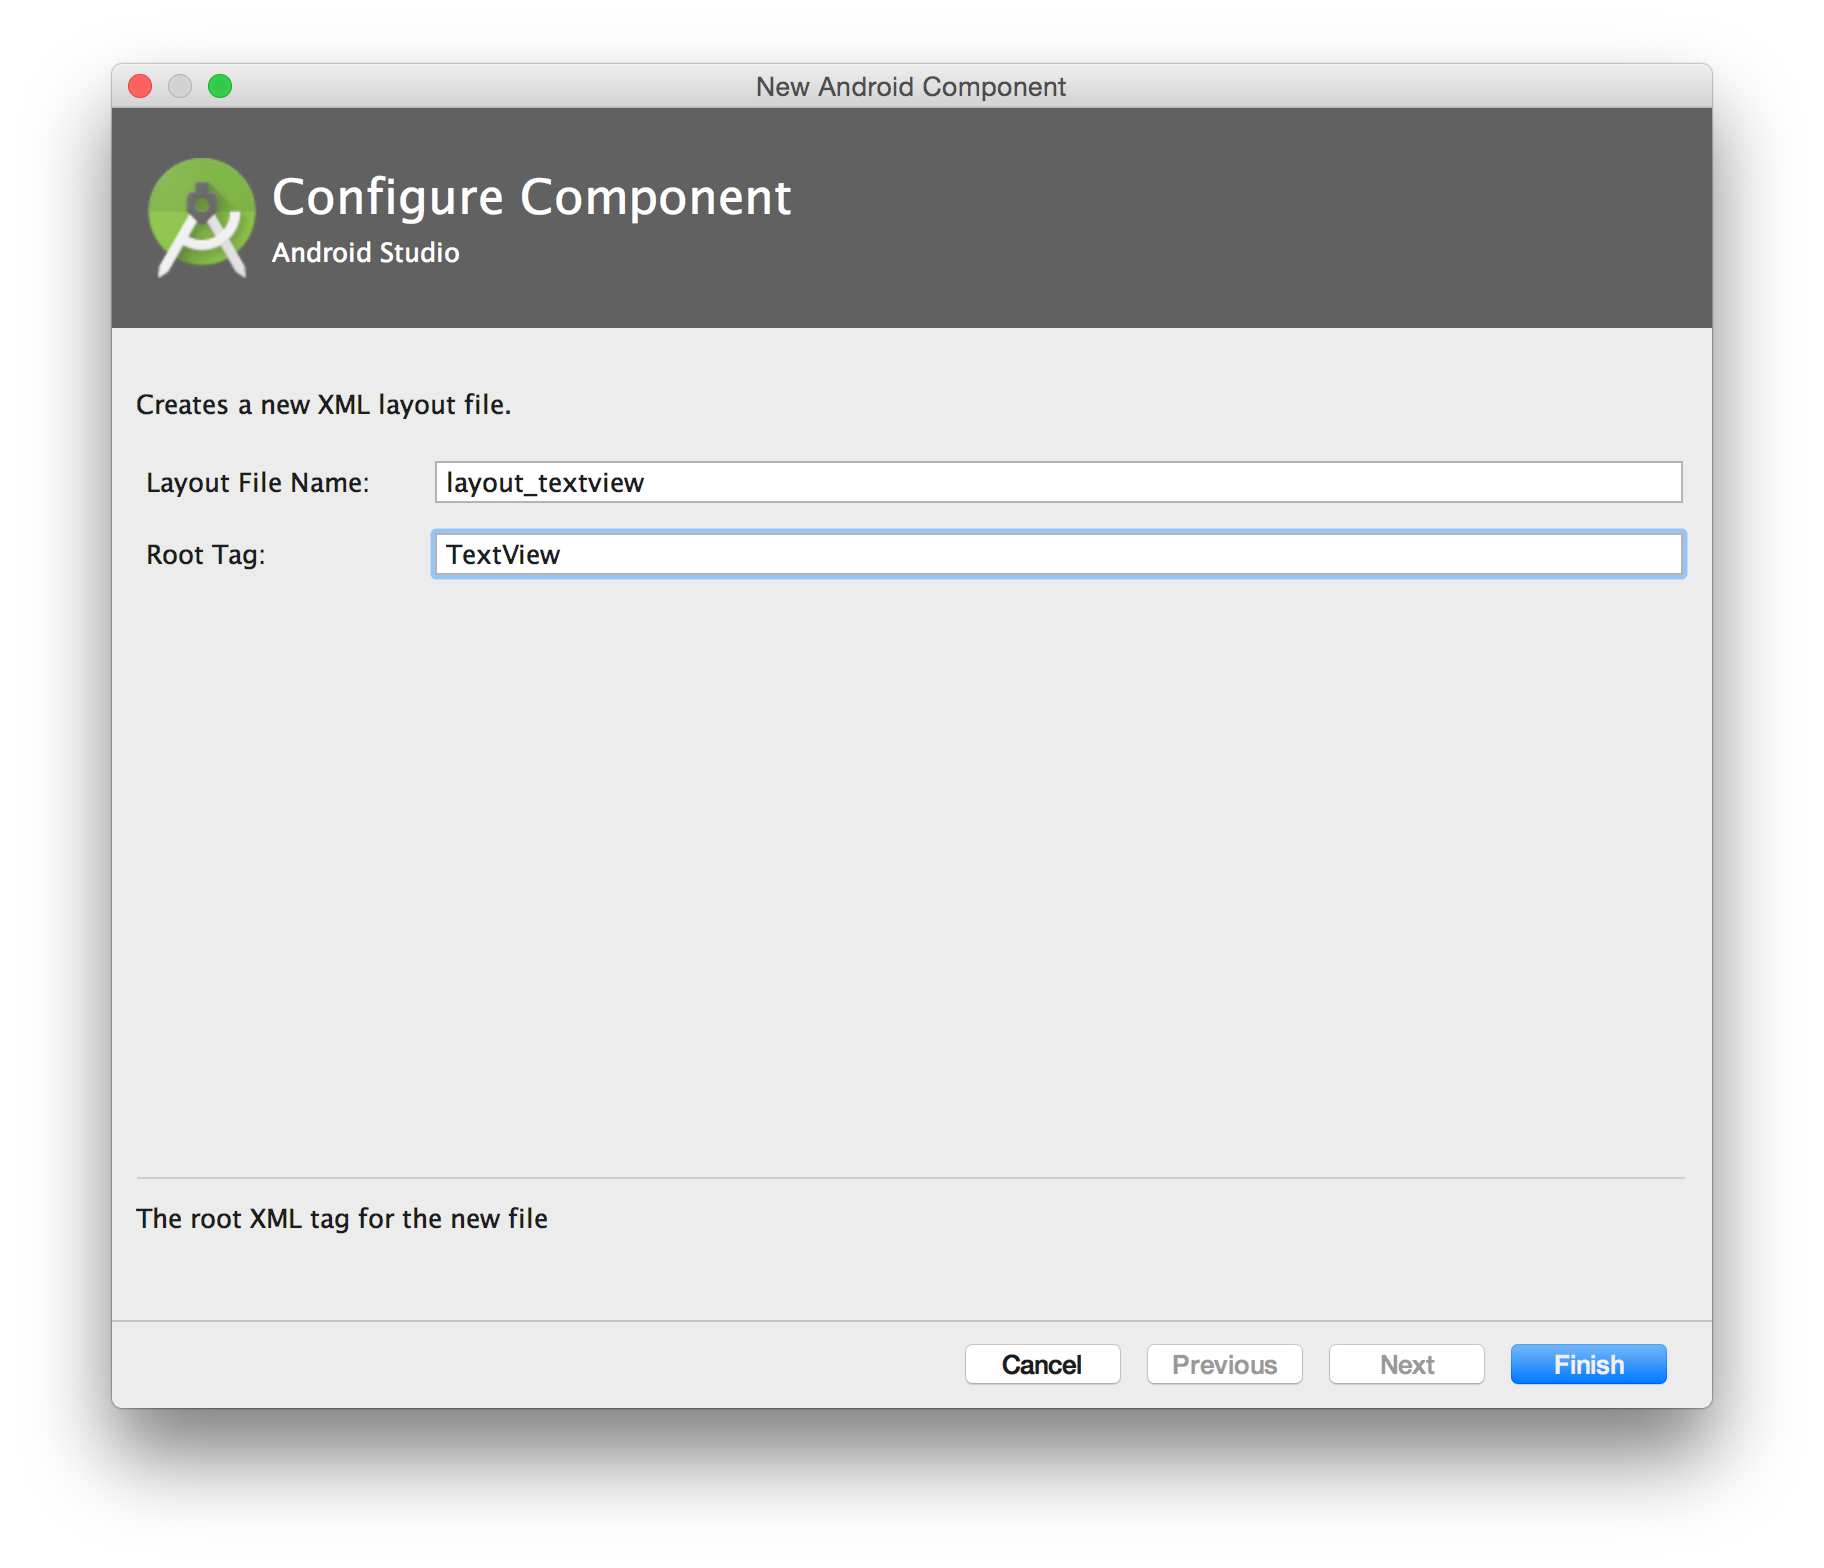 New Android Component
Configure Component
Android Studio
Creates a new XML layout file.
Layout File Name: layout_textview
Root Tag: TextView
The root XML tag for the new file
Cancel Previous Next Finish